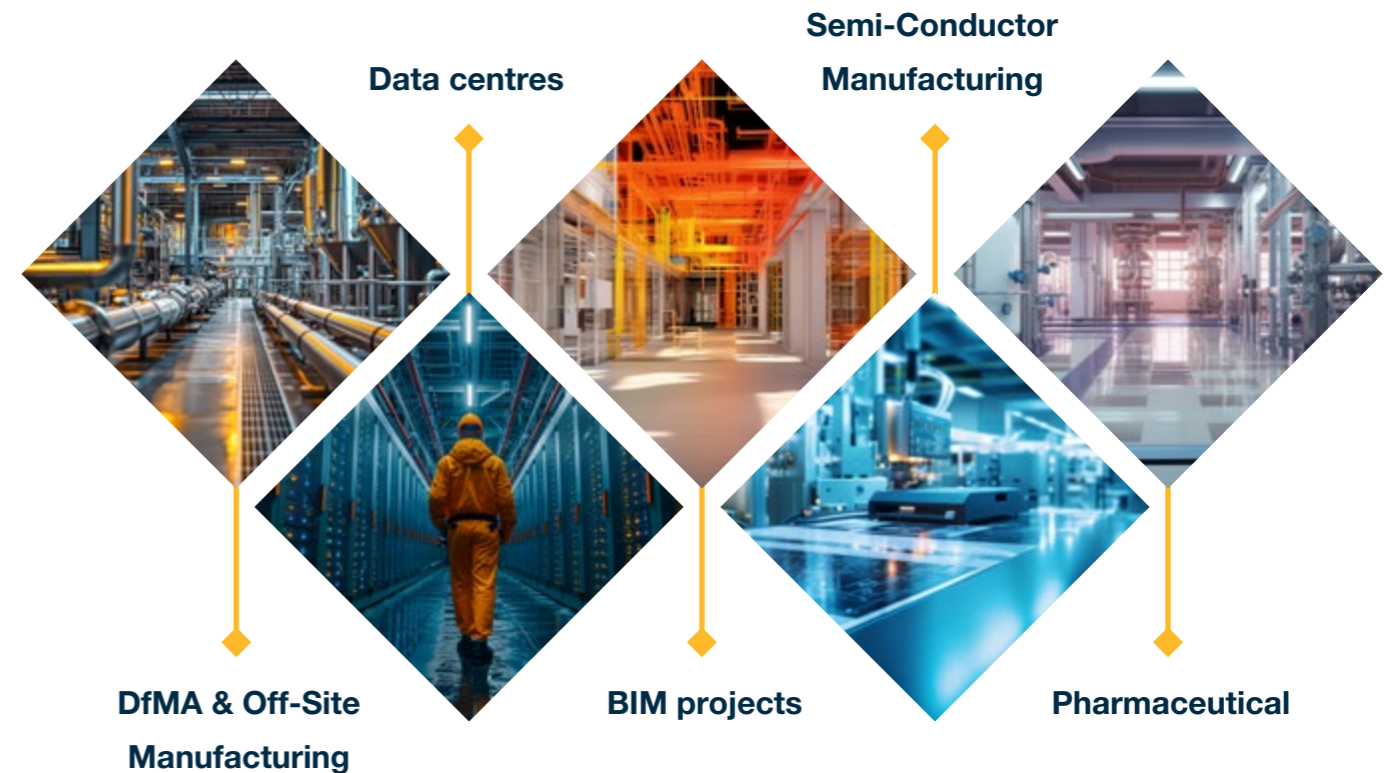 Semi-Conductor
Data centres
Manufacturing
DfMA & Off-Site
Manufacturing
BIM projects
Pharmaceutical